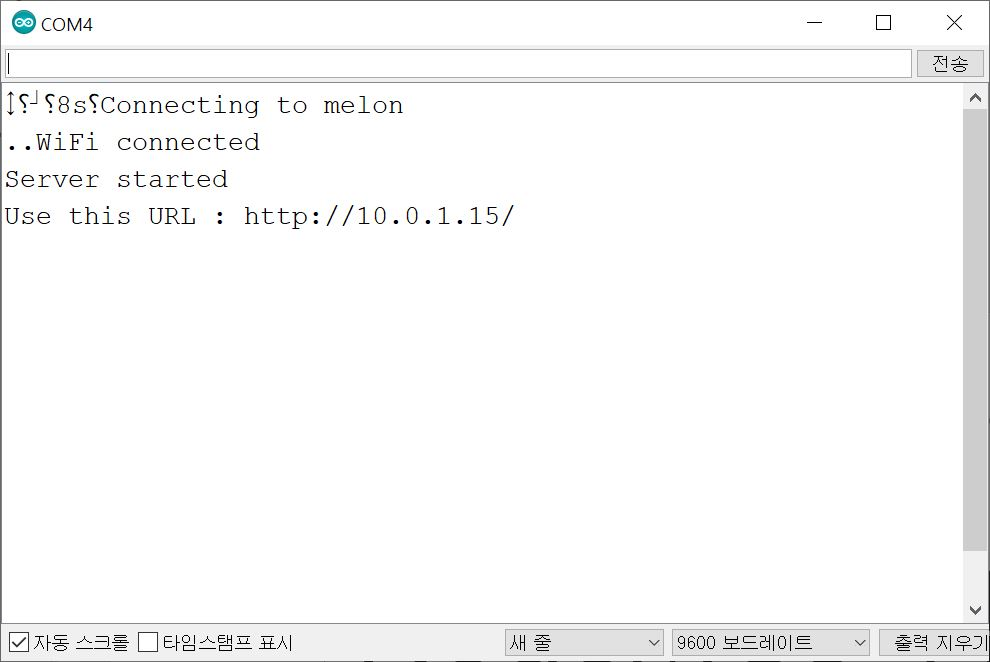 COM4
전송
↕⸮┘⸮8s⸮Connecting to melon
..WiFi connected
Server started
Use this URL : http://10.0.1.15/
자동 스크롤 타임스탬프 표시 새 줄 9600 보드레이트 출력 지우기